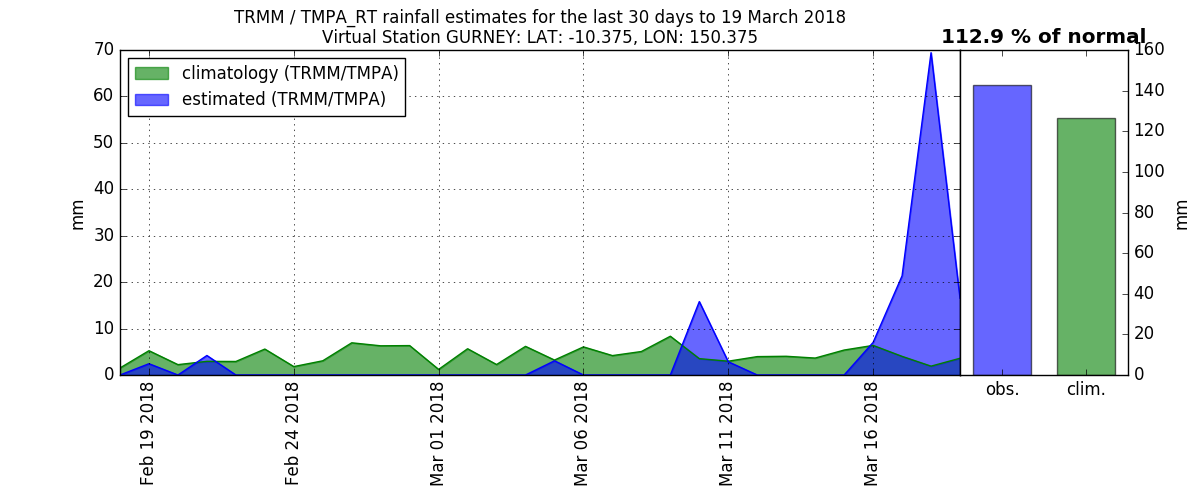 TRMM / TMPA_RT rainfall estimates for the last 30 days to 19 March 2018
Virtual Station GURNEY: LAT: -10.375, LON: 150.375
112.9 % of normal
climatology (TRMM/TMPA)
estimated (TRMM/TMPA)
70
60
50
40
30
20
10
0
mm
Feb 19 2018
Feb 24 2018
Mar 01 2018
Mar 06 2018
Mar 11 2018
Mar 16 2018
obs.
clim.
160
140
120
100
80
60
40
20
0
mm